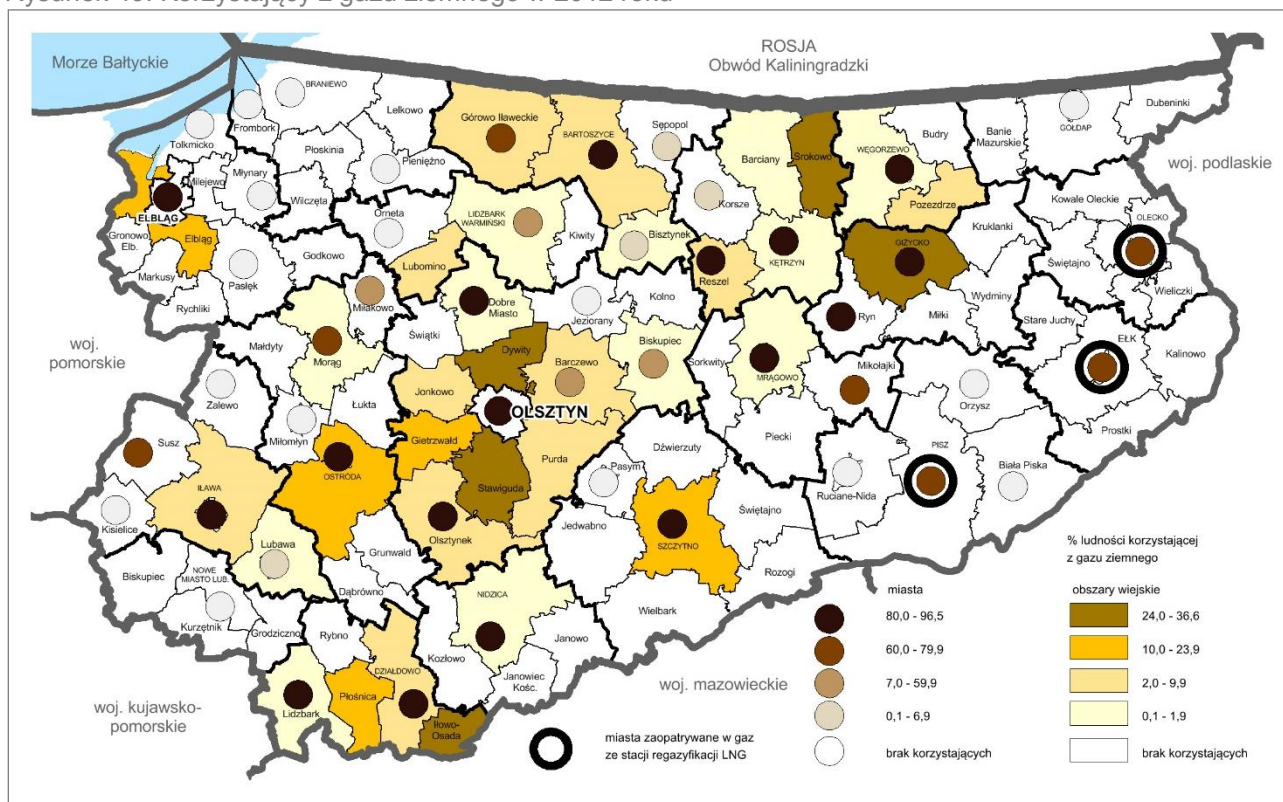 Rysunek 40. Korzystający z gazu ziemnego w 2012 roku
Morze Bałtyckie
ROSJA
Obwód Kaliningradzki
woj. podlaskie
woj.
pomorskie
woj. kujawsko-
pomorskie
woj. mazowieckie
BRANIEWO
Frombork
Lelkowo
Tolkmicko
Płoskinia
Pieniężno
Milejewo
Młynary
Wilczęta
ELBLĄG
Gronowo
Elb.
Elbląg
Markusy
Pasłęk
Godkowo
Rychliki
Orneta
Lubomino
LIDZBARK
WARMIŃSKI
Kiwity
Górowo Iławeckie
BARTOSZYCE
Sępopol
Bisztynek
Barciany
Srokowo
Korsze
Reszel
KĘTRZYN
WĘGORZEWO
Budry
Pozezdrze
Banie
Mazurskie
GOŁDAP
Dubeninki
Kowale Oleckie
OLECKO
Świętajno
Wieliczki
Kruklanki
GIŻYCKO
Wydminy
Ryn
Miłki
Stare Juchy
EŁK
Kalinowo
Prostki
Miłakowo
Morąg
Małdyty
Łukta
Zalewo
Miłomłyn
OSTRÓDA
Grunwald
Dąbrówno
Świątki
Dobre
Miasto
Jeziorany
Kolno
Dywity
Barczewo
Biskupiec
Jonkowo
OLSZTYN
Gietrzwałd
Stawiguda
Purda
Olsztynek
Sorkwity
MRĄGOWO
Mikołajki
Piecki
Orzysz
PISZ
Ruciane-Nida
Biała Piska
Dźwierzuty
Pasym
Jedwabno
SZCZYTNO
Świętajno
Rozogi
Wielbark
Susz
IŁAWA
Kisielice
Lubawa
Biskupiec
NOWE
MIASTO LUB.
Kurzętnik
Grodziczno
Rybno
DZIAŁDOWO
Lidzbark
Płośnica
Iłowo-
Osada
NIDZICA
Kozłowo
Janowo
Janowiec
Kośc.
miasta zaopatrywane w gaz
ze stacji regazyfikacji LNG
% ludności korzystającej
z gazu ziemnego
miasta
80,0 - 96,5
60,0 - 79,9
7,0 - 59,9
0,1 - 6,9
brak korzystających
obszary wiejskie
24,0 - 36,6
10,0 - 23,9
2,0 - 9,9
0,1 - 1,9
brak korzystających